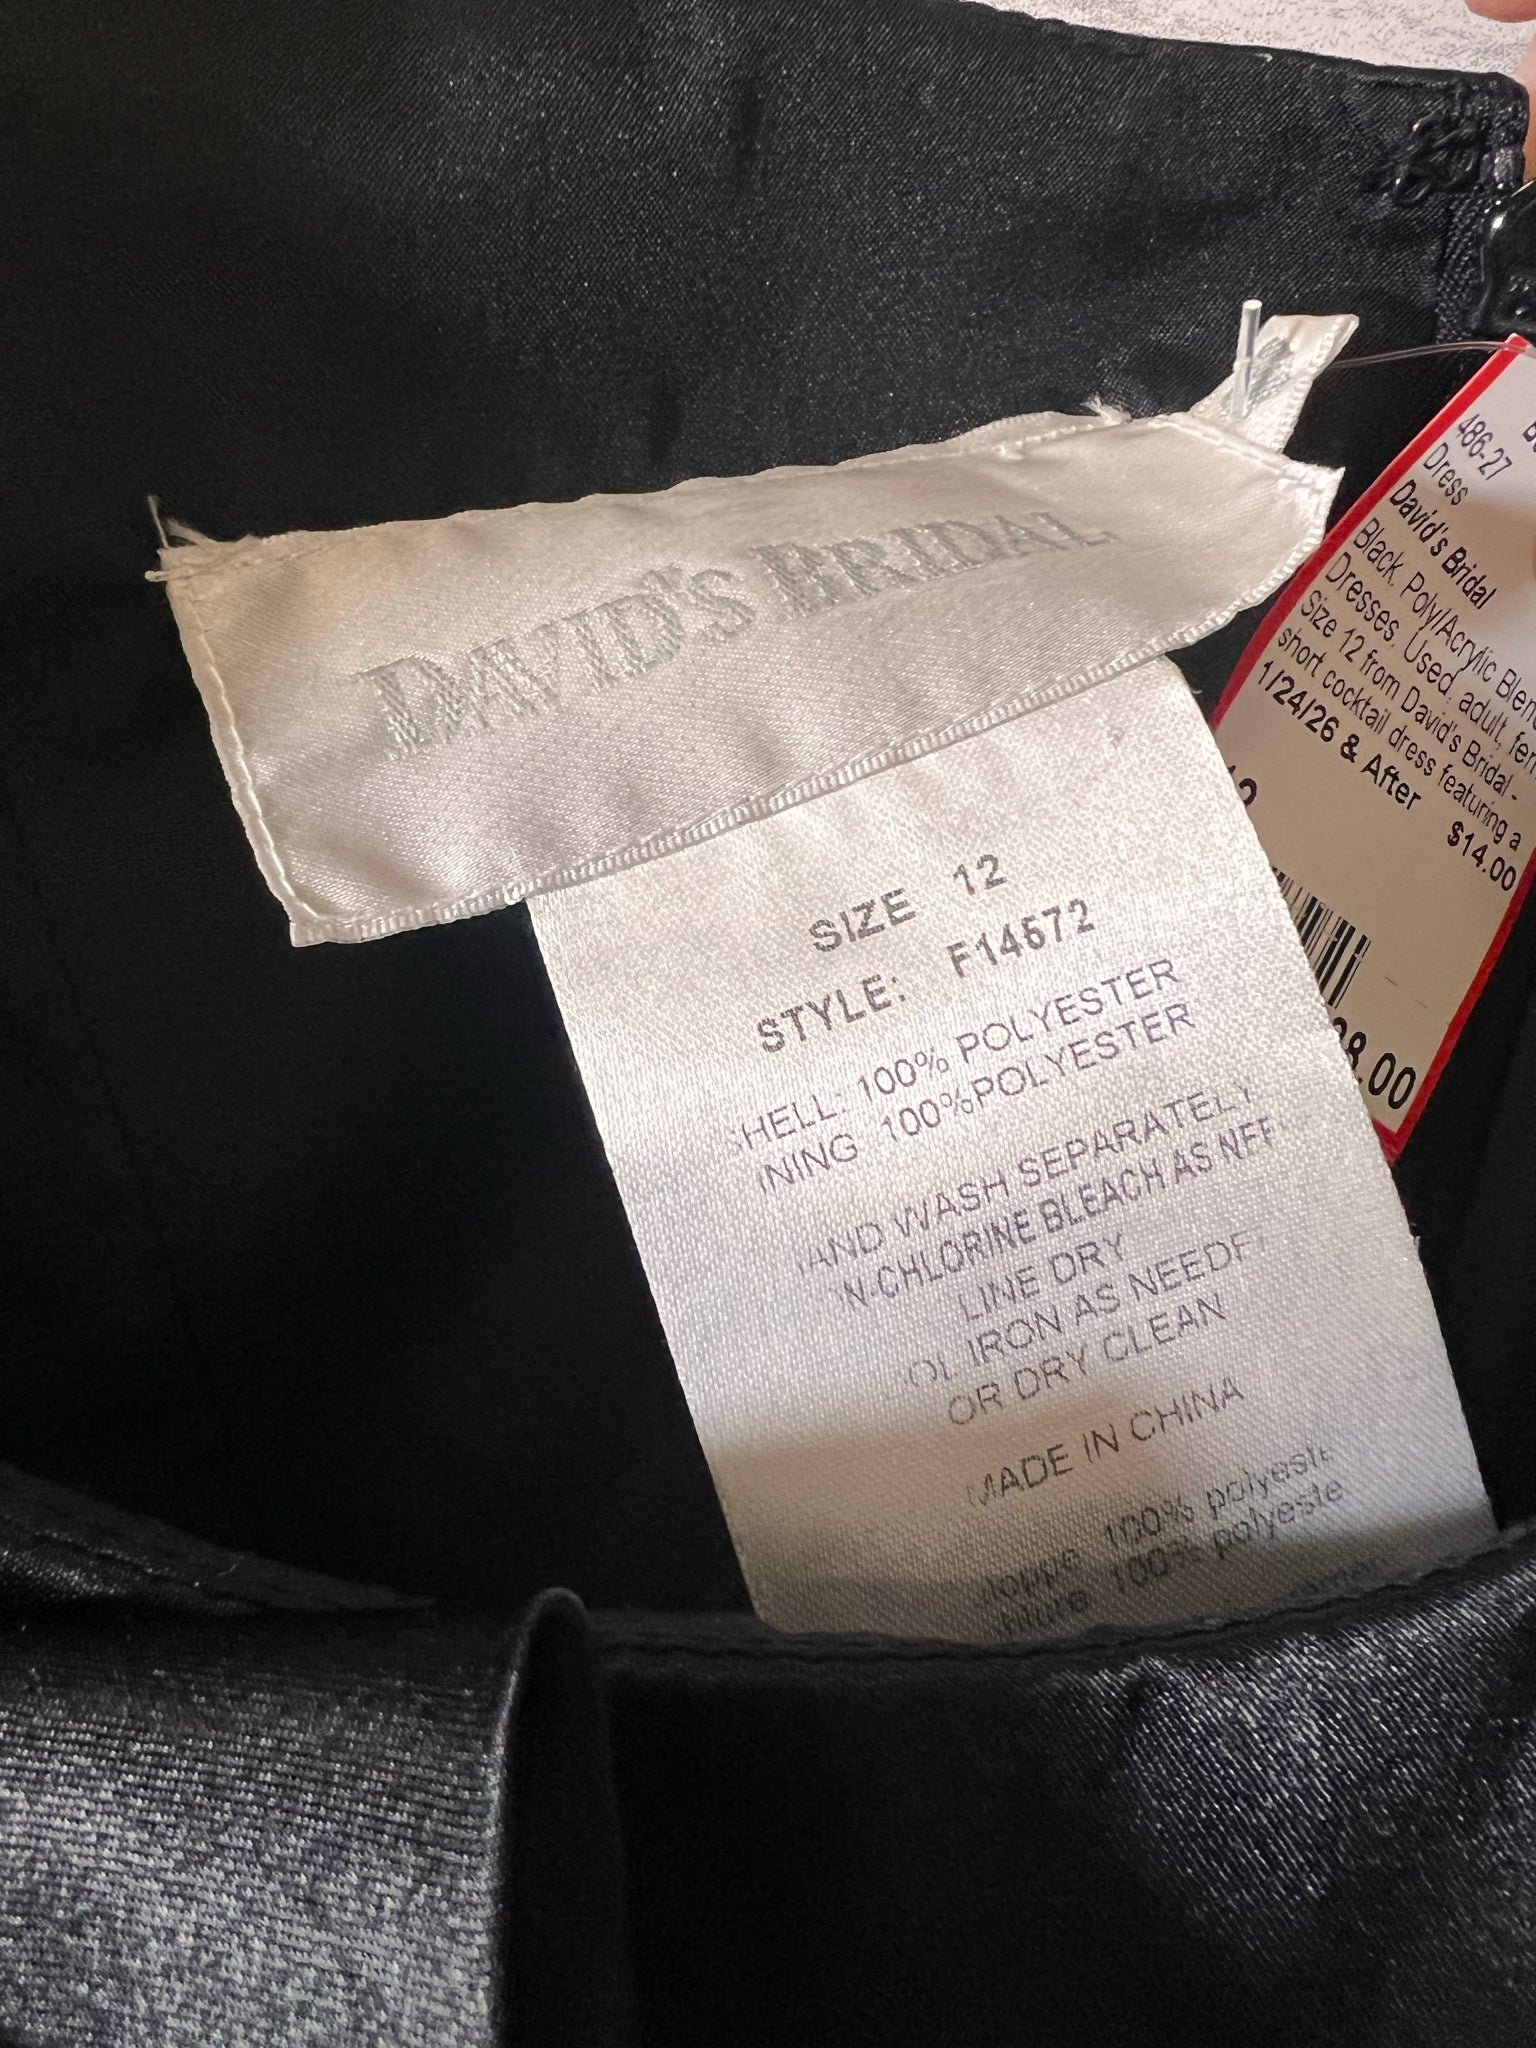 DAVID'S BRIDAL
SIZE 12
STYLE: F14572
HELL: 100% POLYESTER
INING 100%POLYESTER
AND WASH SEPARATELY
N-CHLORINE BLEACH AS
LINE DRY
OL IRON AS NEEDE
OR DRY CLEAN
MADE IN CHINA
100% polyeste
100% polyeste
486-27
Dress
David's Bridal
Black, Poly/Acrylic Blen
Dresses, Used, adult, fem
Size 12 from David's Bridal -
short cocktail dress featuring a
1/24/26 & After
$14.00
8.00